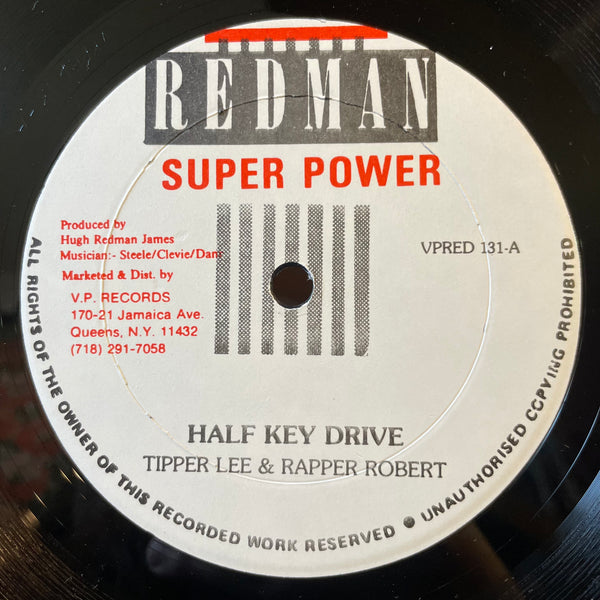 REDMAN
SUPER POWER
Produced by
Hugh Redman James
Musician:- Steele/Clevie/Dam
Marketed & Dist. by
V.P. RECORDS
170-21 Jamaica Ave.
Queens, N.Y. 11432
(718) 291-7058
VPRED 131-A
HALF KEY DRIVE
TIPPER LEE & RAPPER ROBERT
ALL RIGHTS OF THE OWNER OF THIS RECORDED WORK RESERVED ● UNAUTHORISED COPYING PROHIBITED